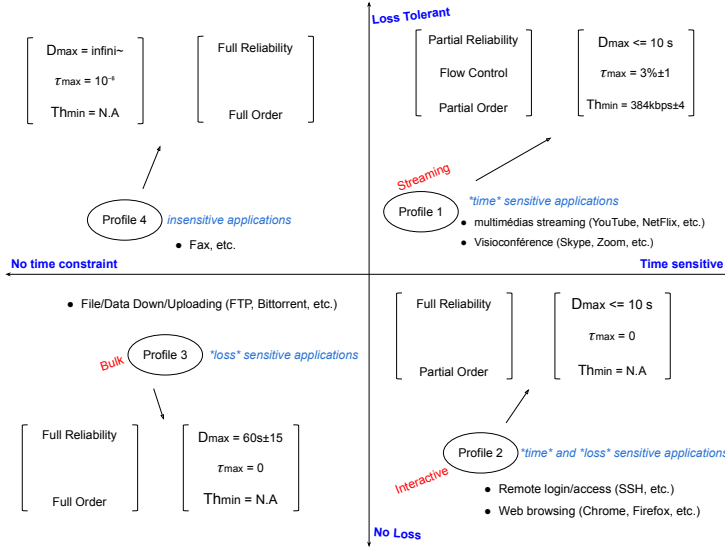 Loss Tolerant
Dmax = infini~
τmax = 10⁻⁸
Thmin = N.A
Full Reliability
Full Order
Partial Reliability
Flow Control
Partial Order
Dmax <= 10 s
τmax = 3%±1
Thmin = 384kbps±4
Streaming
Profile 4
insensitive applications
● Fax, etc.
Profile 1
*time* sensitive applications
● multimédias streaming (YouTube, NetFlix, etc.)
● Visioconférence (Skype, Zoom, etc.)
No time constraint
Time sensitive
● File/Data Down/Uploading (FTP, Bittorrent, etc.)
Bulk
Profile 3
*loss* sensitive applications
Full Reliability
Full Order
Dmax = 60s±15
τmax = 0
Thmin = N.A
Full Reliability
Partial Order
Dmax <= 10 s
τmax = 0
Thmin = N.A
Interactive
Profile 2
*time* and *loss* sensitive applications
● Remote login/access (SSH, etc.)
● Web browsing (Chrome, Firefox, etc.)
No Loss